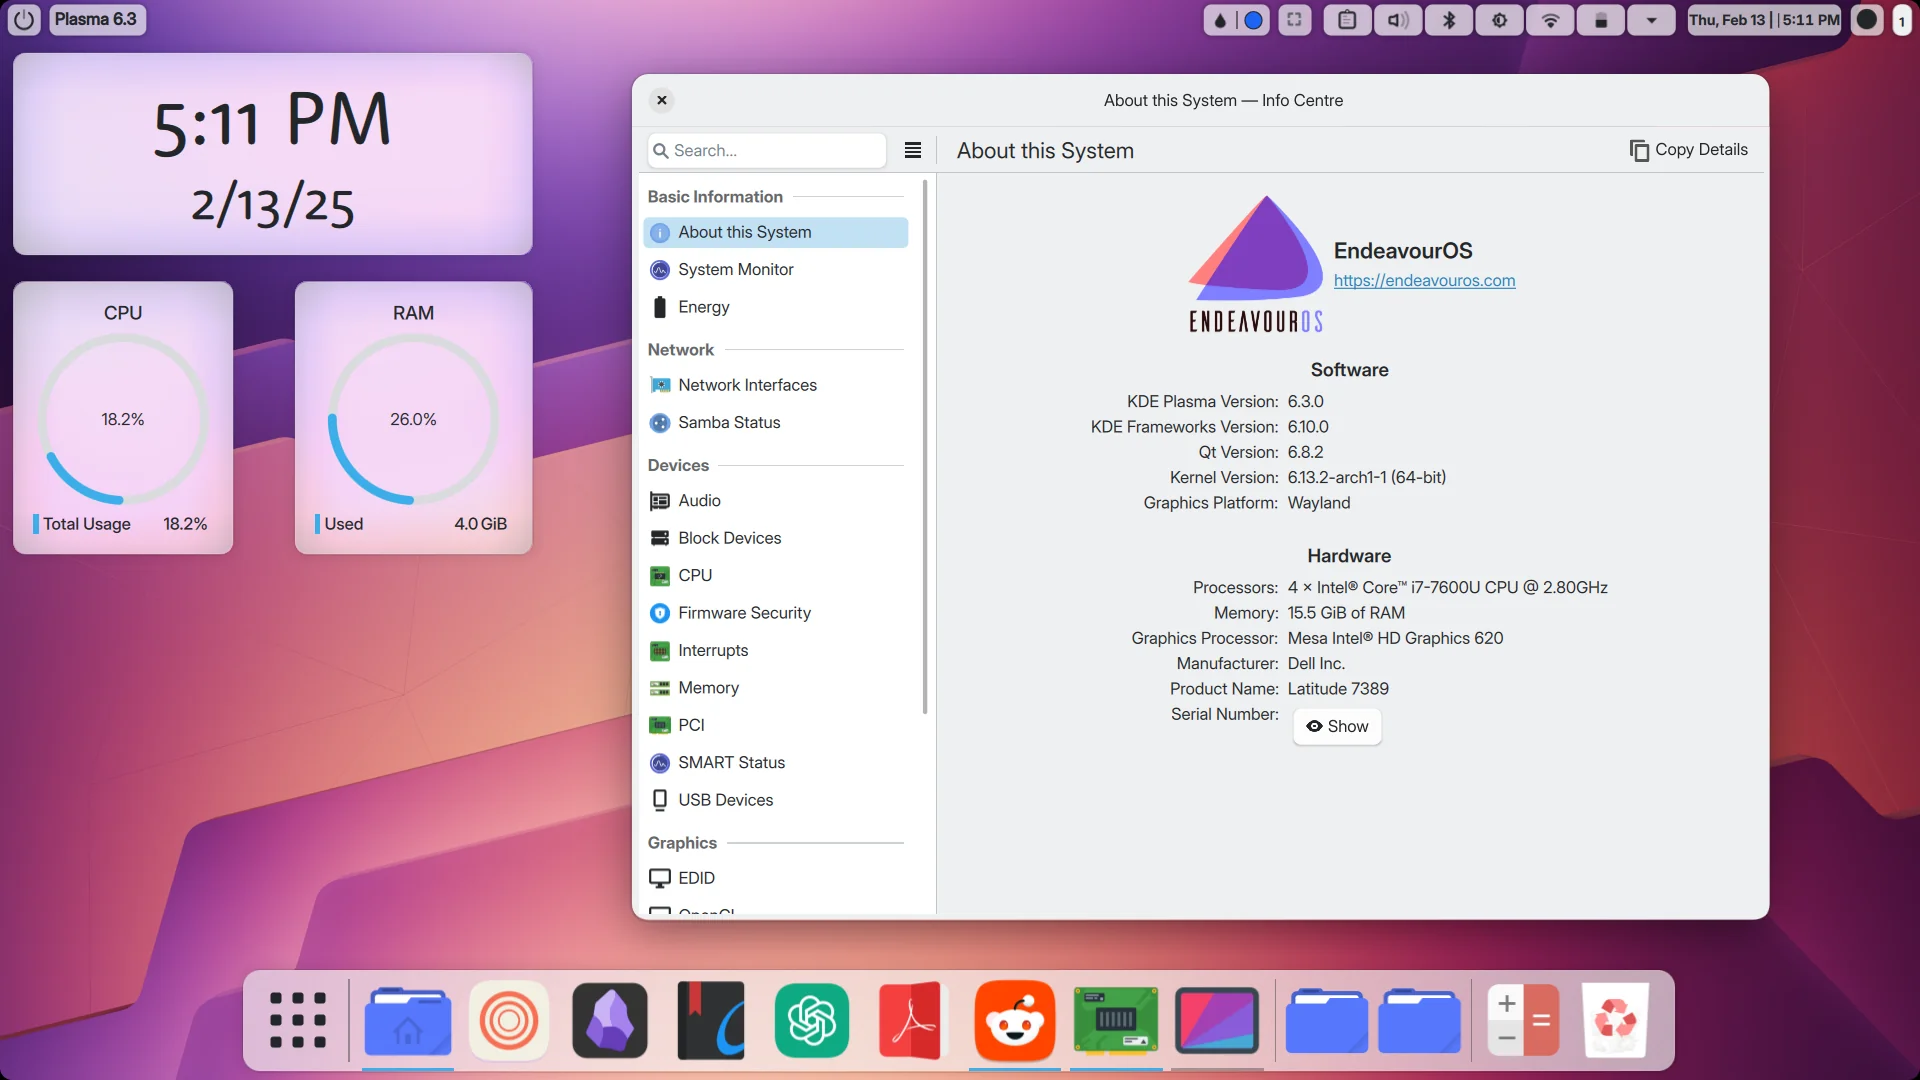 Plasma 6.3
Thu, Feb 13 | | 5:11 PM
1
5:11 PM
2/13/25
CPU
18.2%
Total Usage 18.2%
RAM
26.0%
Used 4.0 GiB
About this System — Info Centre
Search...
About this System
Copy Details
Basic Information
About this System
System Monitor
Energy
Network
Network Interfaces
Samba Status
Devices
Audio
Block Devices
CPU
Firmware Security
Interrupts
Memory
PCI
SMART Status
USB Devices
Graphics
EDID
ENDEAVOUROS
EndeavourOS
https://endeavouros.com
Software
KDE Plasma Version: 6.3.0
KDE Frameworks Version: 6.10.0
Qt Version: 6.8.2
Kernel Version: 6.13.2-arch1-1 (64-bit)
Graphics Platform: Wayland
Hardware
Processors: 4 × Intel® Core™ i7-7600U CPU @ 2.80GHz
Memory: 15.5 GiB of RAM
Graphics Processor: Mesa Intel® HD Graphics 620
Manufacturer: Dell Inc.
Product Name: Latitude 7389
Serial Number:
Show